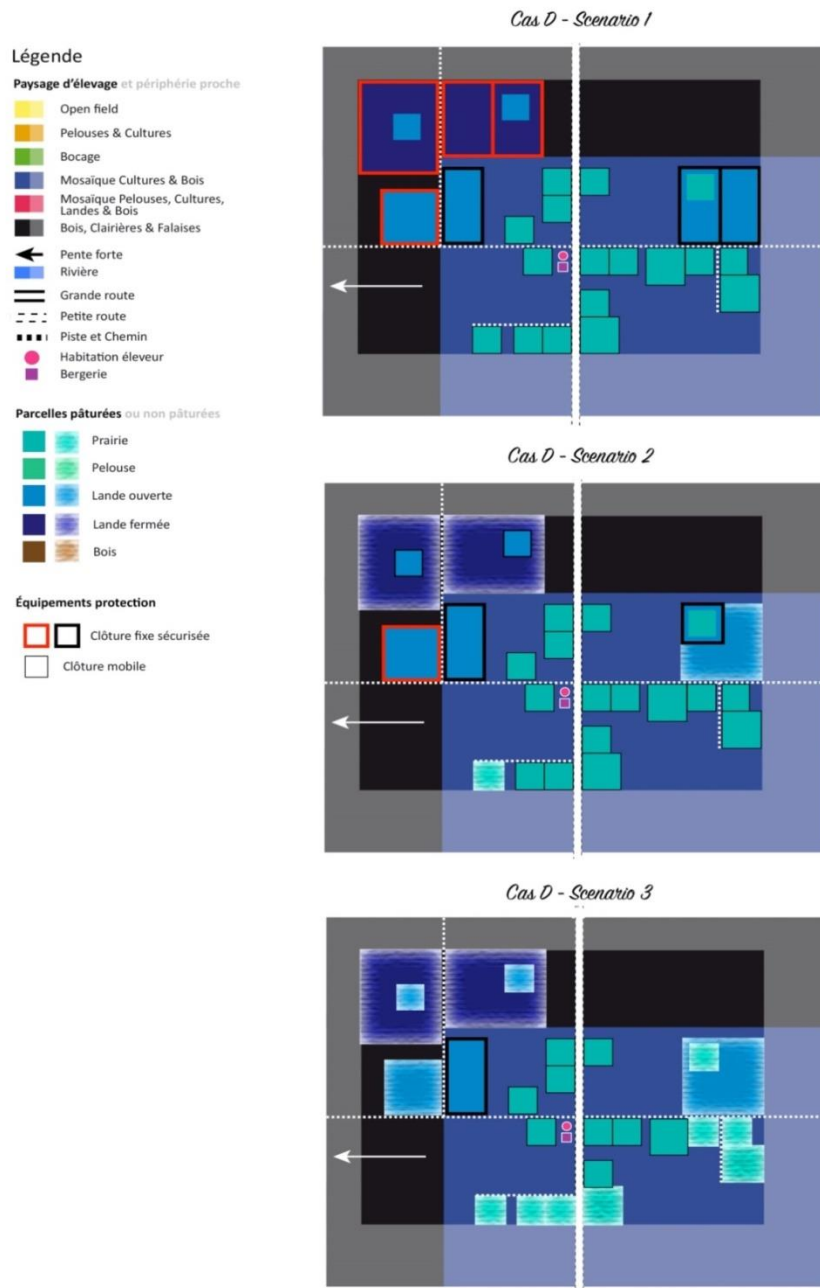 Cas D - Scenario 1
Légende
Paysage d'élevage et périphérie proche
Open field
Pelouses & Cultures
Bocage
Mosaïque Cultures & Bois
Mosaïque Pelouses, Cultures,
Landes & Bois
Bois, Clairières & Falaises
Pente forte
Rivière
Grande route
Petite route
Piste et Chemin
Habitation éleveur
Bergerie
Parcelles pâturées ou non pâturées
Prairie
Pelouse
Lande ouverte
Lande fermée
Bois
Équipements protection
Clôture fixe sécurisée
Clôture mobile
Cas D - Scenario 2
Cas D - Scenario 3